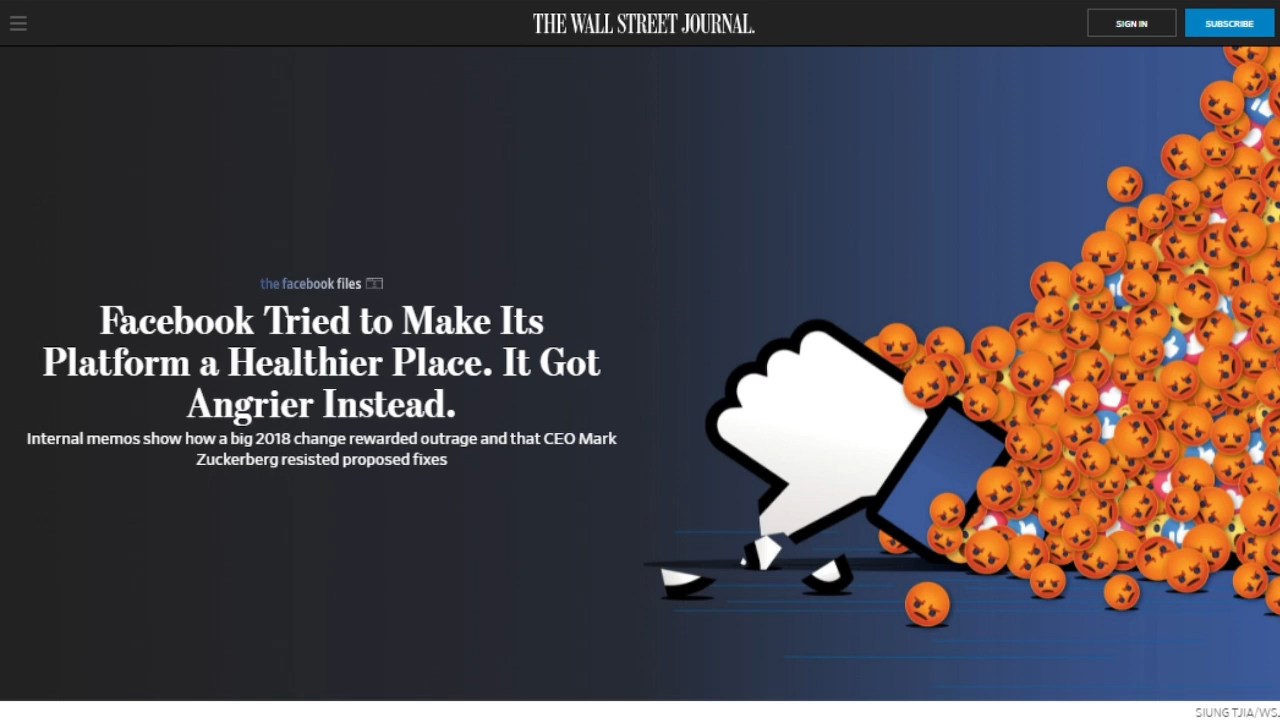 THE WALL STREET JOURNAL.
SIGN IN
SUBSCRIBE
the facebook files
Facebook Tried to Make Its
Platform a Healthier Place. It Got
Angrier Instead.
Internal memos show how a big 2018 change rewarded outrage and that CEO Mark
Zuckerberg resisted proposed fixes
SIUNG TJIA/WSJ